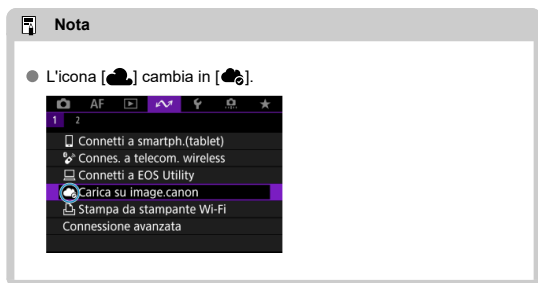 Nota
L'icona [ ] cambia in [ ].
AF
1 2
Connetti a smartph.(tablet)
Connes. a telecom. wireless
Connetti a EOS Utility
Carica su image.canon
Stampa da stampante Wi-Fi
Connessione avanzata